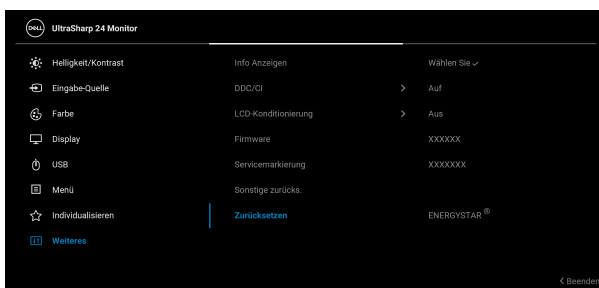 DELL UltraSharp 24 Monitor
Helligkeit/Kontrast Info Anzeigen Wählen Sie ✓
Eingabe-Quelle DDC/CI > Auf
Farbe LCD-Konditionierung > Aus
Display Firmware XXXXXX
USB Servicemarkierung XXXXXXX
Menü Sonstige zurücks.
Individualisieren Zurücksetzen ENERGYSTAR ®
Weiteres
< Beenden